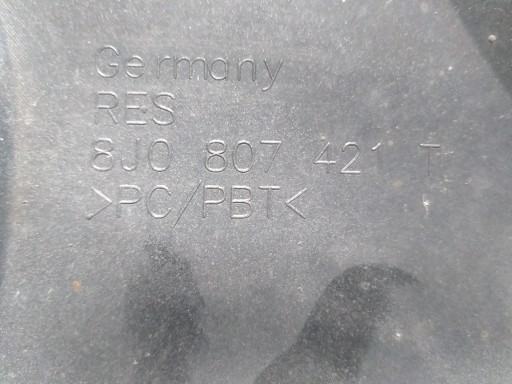 Germany
RES
8J0 807 421 T
>PC/PBT<